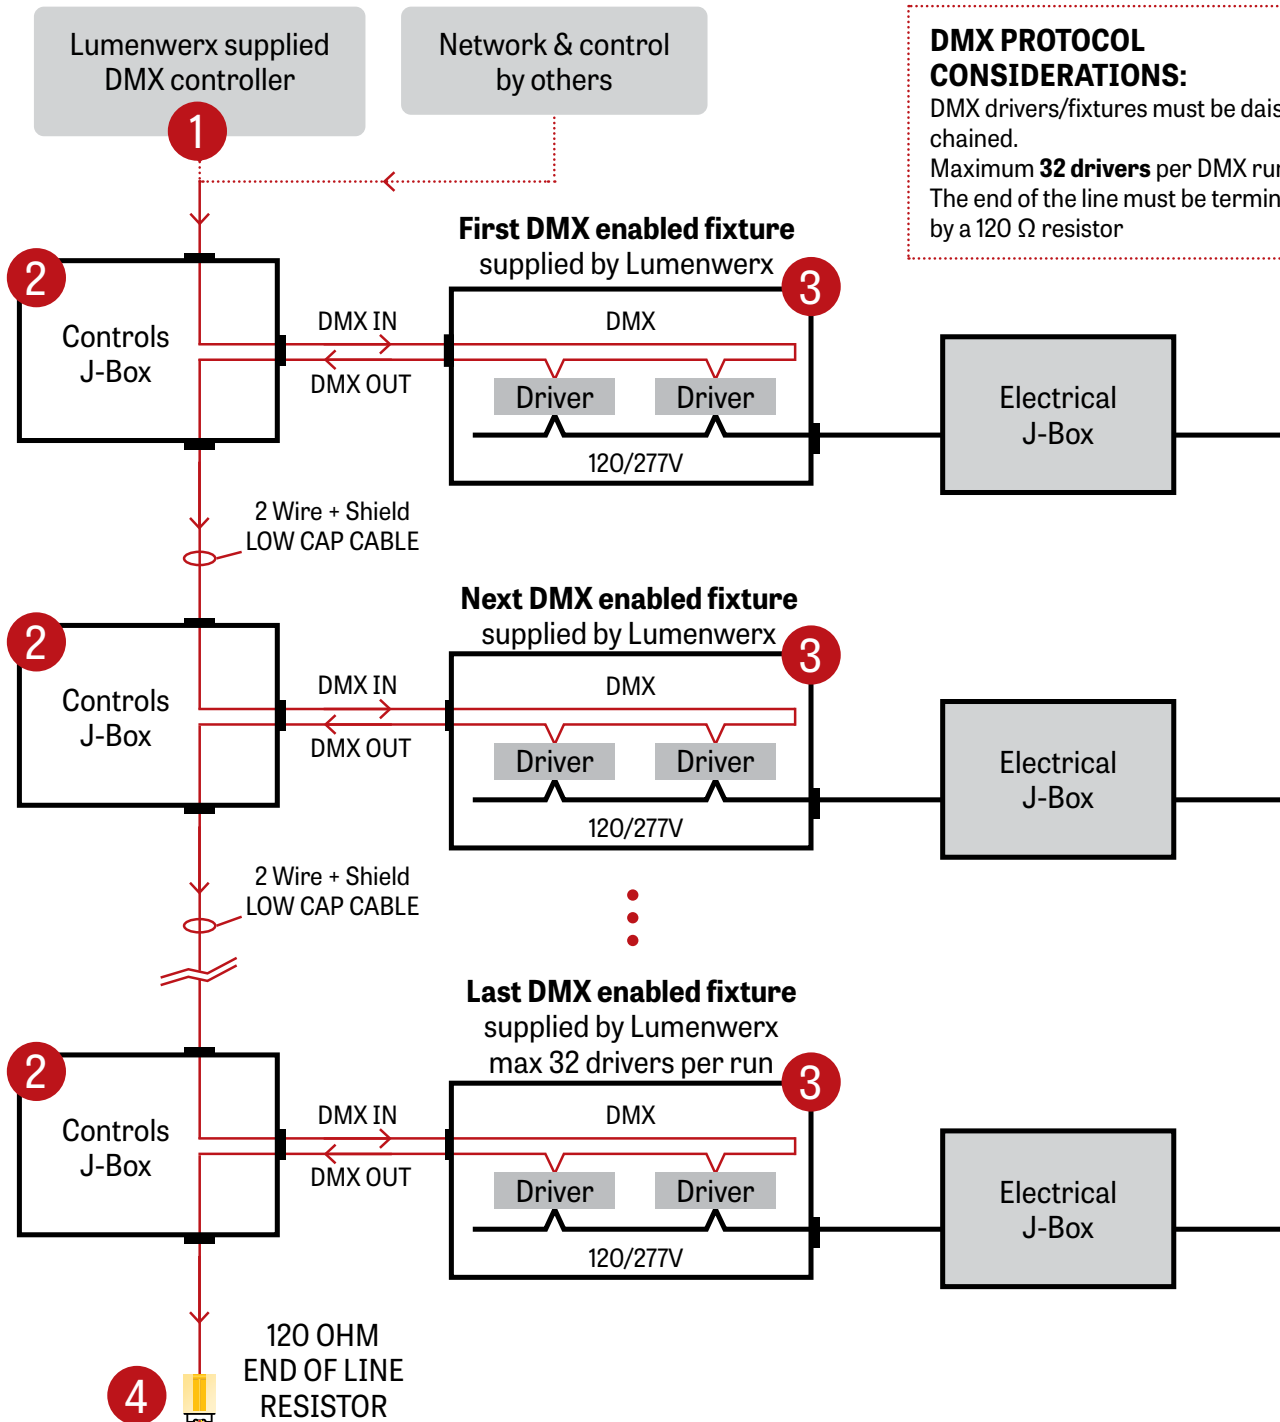 Lumenwerx supplied
DMX controller
Network & control
by others
DMX PROTOCOL
CONSIDERATIONS:
DMX drivers/fixtures must be dais
chained.
Maximum 32 drivers per DMX run
The end of the line must be termin
by a 120 Ω resistor
1
First DMX enabled fixture
supplied by Lumenwerx
2
Controls
J-Box
DMX IN
DMX OUT
3
DMX
Driver
Driver
120/277V
Electrical
J-Box
2 Wire + Shield
LOW CAP CABLE
Next DMX enabled fixture
supplied by Lumenwerx
2
Controls
J-Box
DMX IN
DMX OUT
3
DMX
Driver
Driver
120/277V
Electrical
J-Box
2 Wire + Shield
LOW CAP CABLE
Last DMX enabled fixture
supplied by Lumenwerx
max 32 drivers per run
2
Controls
J-Box
DMX IN
DMX OUT
3
DMX
Driver
Driver
120/277V
Electrical
J-Box
4
120 OHM
END OF LINE
RESISTOR